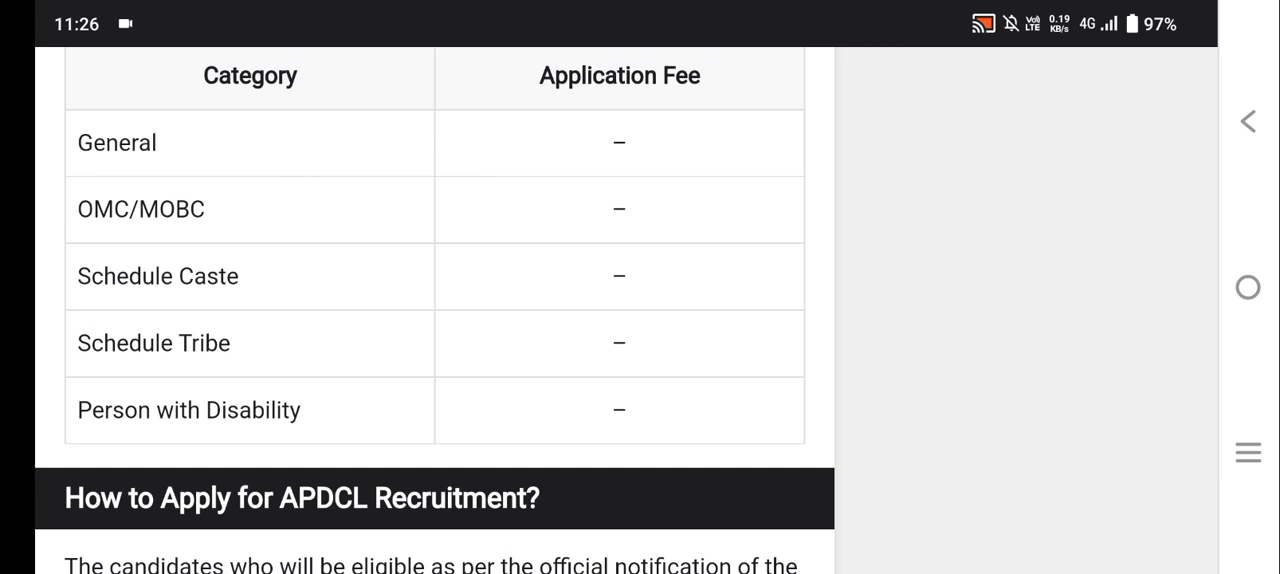 11:26 Vo) LTE 0.19 KB/s 4G 97%
Category Application Fee
General –
OMC/MOBC –
Schedule Caste –
Schedule Tribe –
Person with Disability –
How to Apply for APDCL Recruitment?
The candidates who will be eligible as per the official notification of the